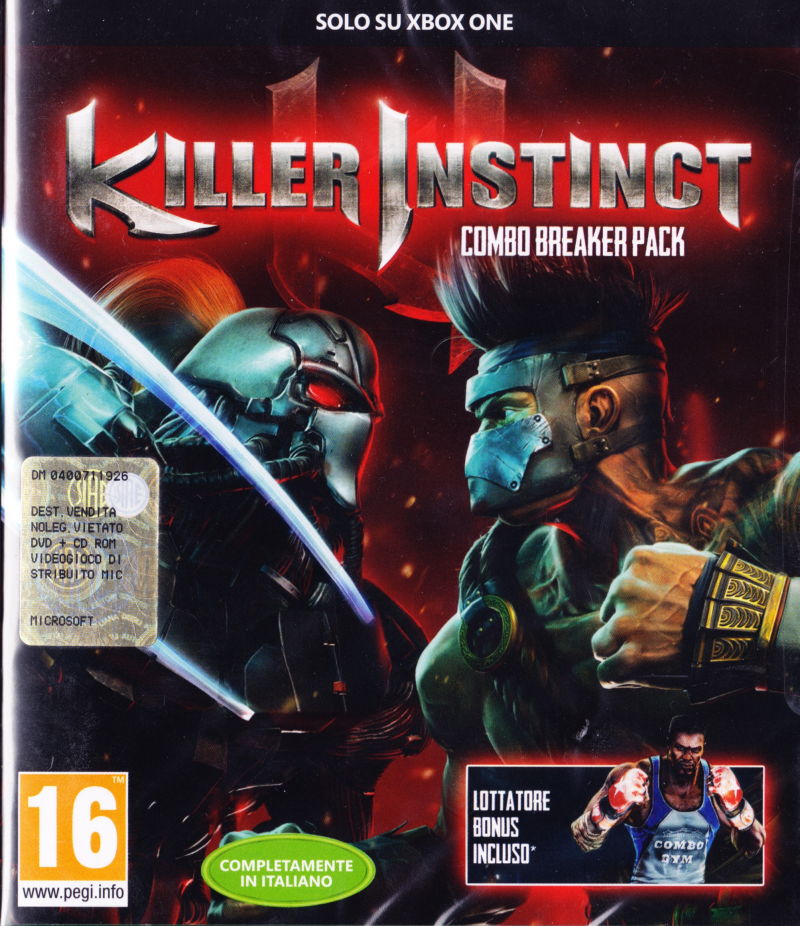 SOLO SU XBOX ONE
KILLER INSTINCT
COMBO BREAKER PACK
DM 0400711926
SIAE
DEST.VENDITA
NOLEG.VIETATO
DVD + CD ROM
VIDEOGIOCO DI
STRIBUITO MIC
MICROSOFT
16
TM
www.pegi.info
COMPLETAMENTE
IN ITALIANO
LOTTATORE
BONUS
INCLUSO*
COMBO
GYM